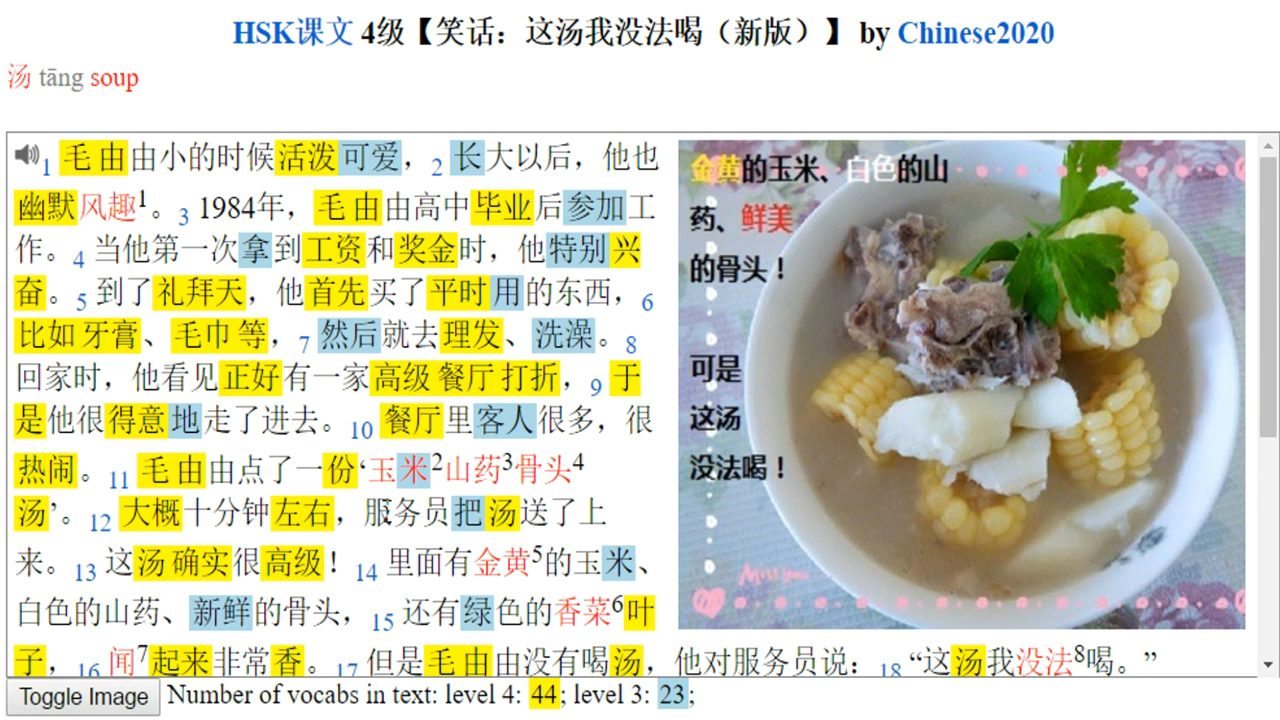 HSK课文 4级【笑话：这汤我没法喝（新版）】 by Chinese2020
汤 tāng soup
1 毛 由由小的时候活泼可爱，2 长大以后，他也
幽默风趣1。3 1984年，毛 由由高中毕业后参加工
作。4 当他第一次拿到工资和奖金时，他特别兴
奋。5 到了礼拜天，他首先买了平时用的东西，6
比如 牙膏、毛巾 等，7 然后就去理发、洗澡。8
回家时，他看见正好有一家高级 餐厅 打折，9 于
是他很得意地走了进去。10 餐厅里客人很多，很
热闹。11 毛 由由点了一份‘玉米2山药3骨头4
汤’。12 大概十分钟左右，服务员把汤送了上
来。13 这汤 确实很高级！14 里面有金黄5的玉米、
白色的山药、新鲜的骨头，15 还有绿色的香菜6叶
子，16 闻7起来非常香。17 但是毛 由由没有喝汤，他对服务员说：18 “这汤我没法8喝。”
金黄的玉米、白色的山
药、鲜美
的骨头！
可是
这汤
没法喝！
Miss you
Toggle Image Number of vocabs in text: level 4: 44; level 3: 23;